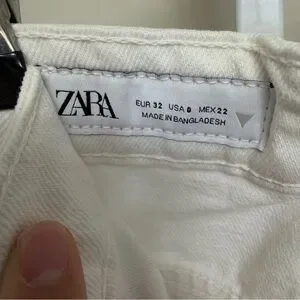 ZARA
EUR 32 USA 0 MEX 22
MADE IN BANGLADESH